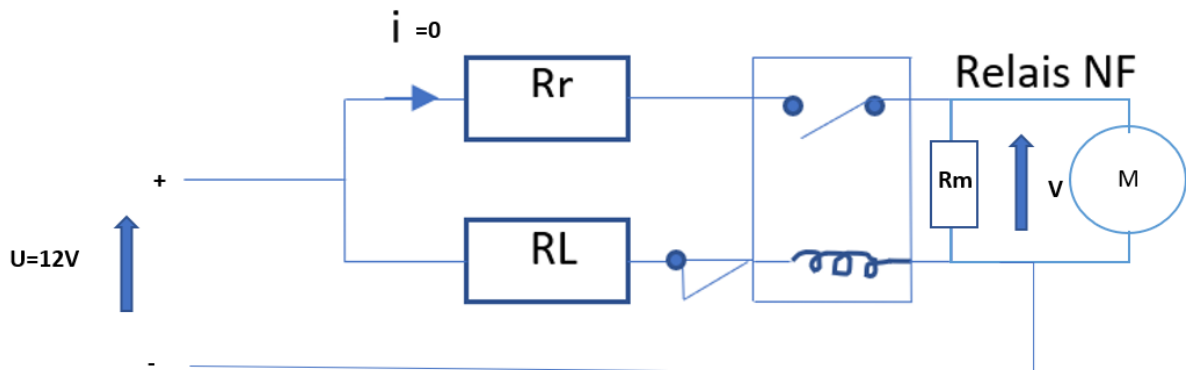 i =0
Rr
Relais NF
+
Rm
V
M
U=12V
RL
-